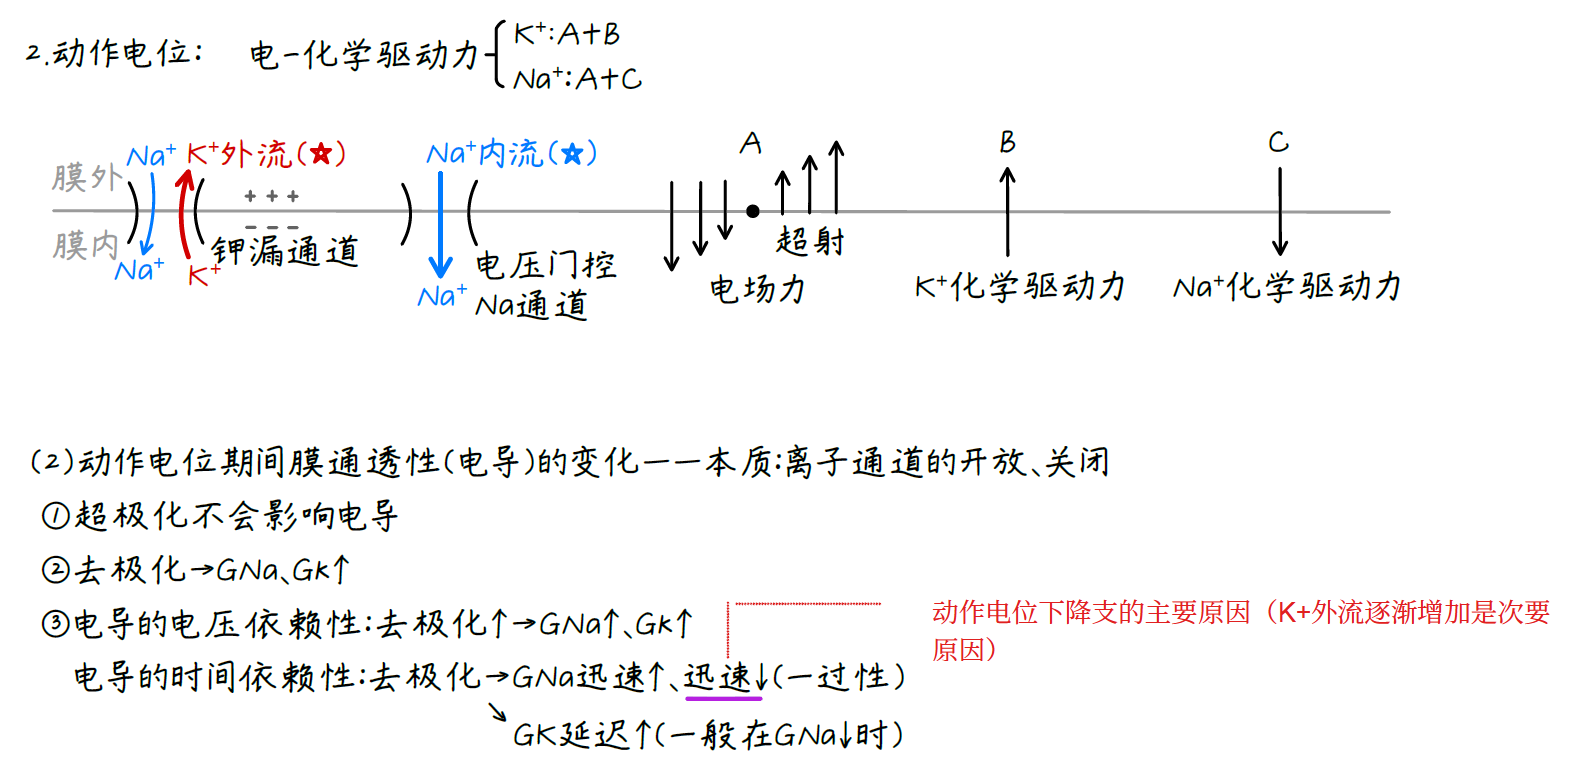 2.动作电位: 电-化学驱动力
K⁺:A+B
Na⁺:A+C
膜外
膜内
Na⁺
K⁺外流(☆)
+ + +
- - -
Na⁺
K⁺
钾漏通道
Na⁺内流(☆)
Na⁺
电压门控
Na通道
A
超射
电场力
B
K⁺化学驱动力
C
Na⁺化学驱动力
(2)动作电位期间膜通透性(电导)的变化——本质:离子通道的开放、关闭
①超极化不会影响电导
②去极化→GNa、Gk↑
③电导的电压依赖性:去极化↑→GNa↑、Gk↑
电导的时间依赖性:去极化→GNa迅速↑、迅速↓(一过性)
↘GK延迟↑(一般在GNa↓时)
动作电位下降支的主要原因（K+外流逐渐增加是次要
原因）